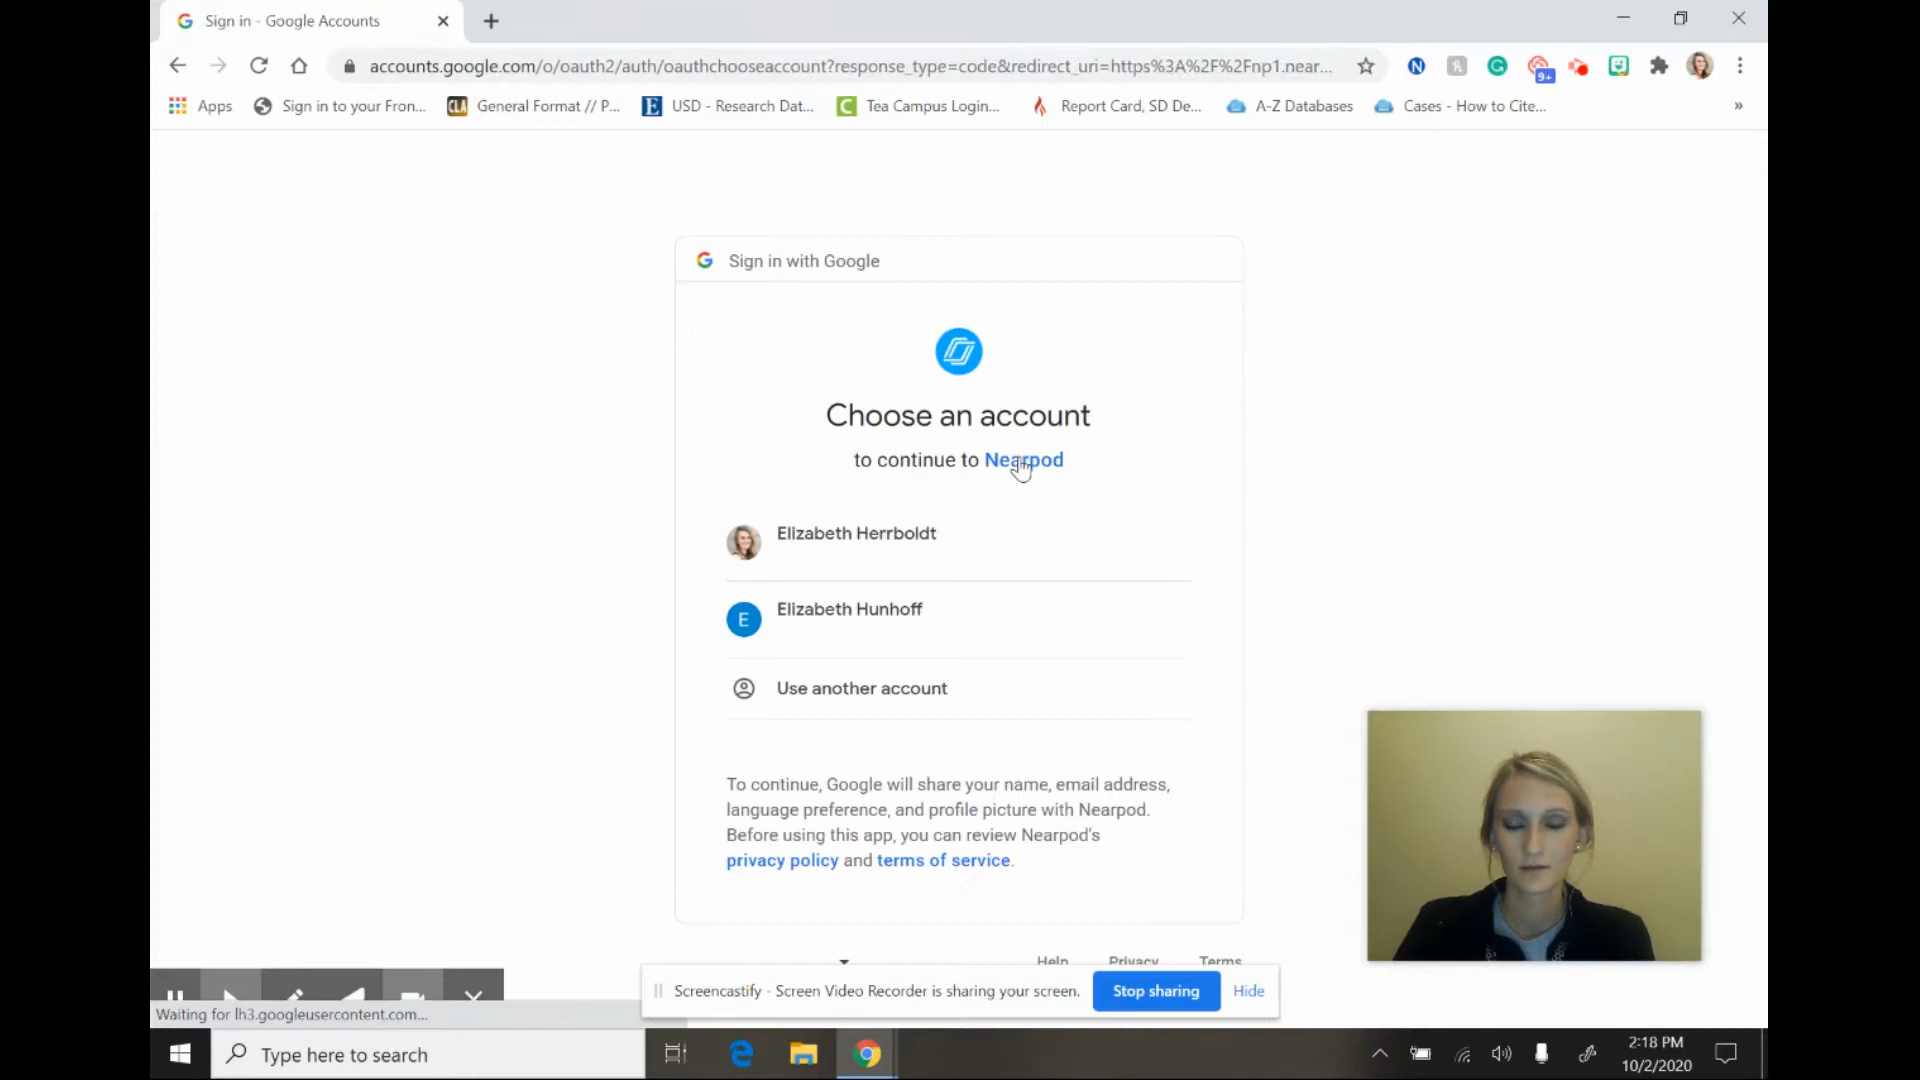 Sign in - Google Accounts
accounts.google.com/o/oauth2/auth/oauthchooseaccount?response_type=code&redirect_uri=https%3A%2F%2Fnp1.near...
9+
Apps
Sign in to your Fron...
CLA
General Format // P...
E
USD - Research Dat...
C
Tea Campus Login...
Report Card, SD De...
A-Z Databases
Cases - How to Cite...
»
Sign in with Google
Choose an account
to continue to Nearpod
Elizabeth Herrboldt
E
Elizabeth Hunhoff
Use another account
To continue, Google will share your name, email address,
language preference, and profile picture with Nearpod.
Before using this app, you can review Nearpod's
privacy policy and terms of service.
Help Privacy Terms
Screencastify - Screen Video Recorder is sharing your screen.
Stop sharing
Hide
Waiting for lh3.googleusercontent.com...
Type here to search
2:18 PM
10/2/2020